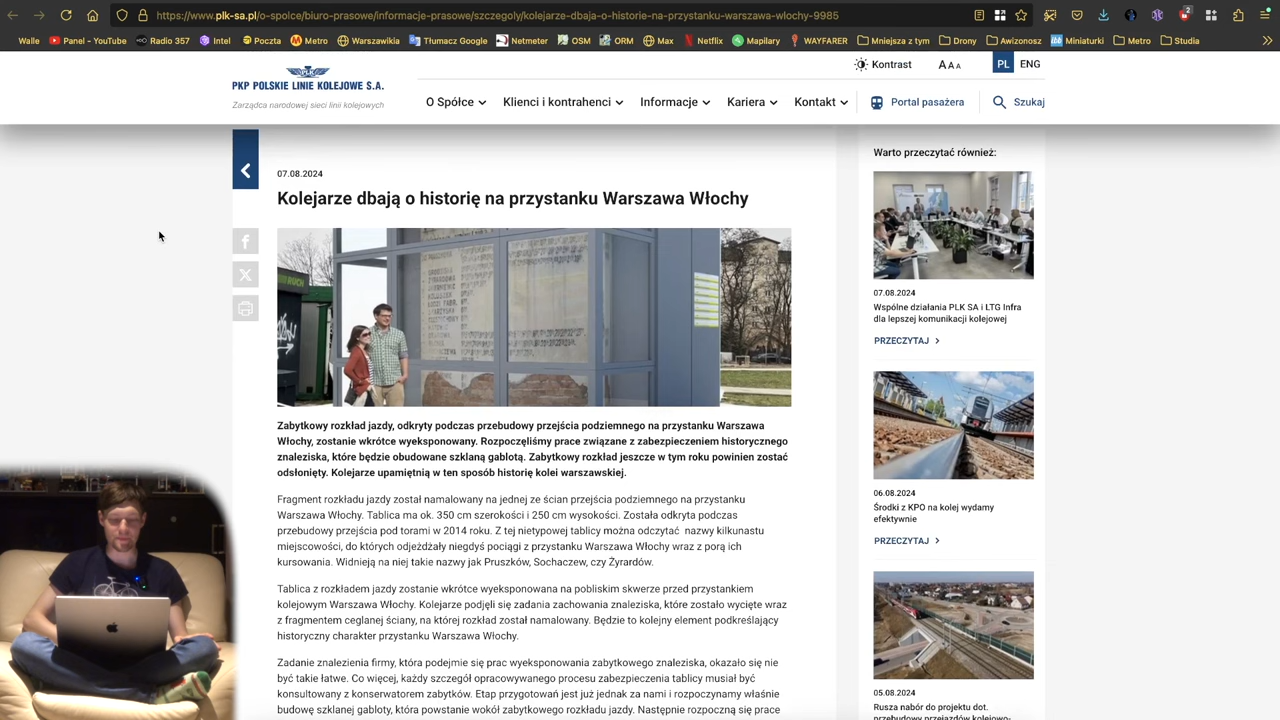 https://www.plk-sa.pl/o-spolce/biuro-prasowe/informacje-prasowe/szczegoly/kolejarze-dbaja-o-historie-na-przystanku-warszawa-wlochy-9985
2
Walle Panel - YouTube Radio 357 Intel Metro Warszawikia Tłumacz Google Netmeter OSM ORM Max Netflix Mapilary WAYFARER Mniejsza z tym Drony Awizowani Miniaturki Metro Studia
Kontrast A A A PL ENG
PKP POLSKIE LINIE KOLEJOWE S.A.
Zarządca narodowej sieci linii kolejowych
O Spółce Klienci i kontrahenci Informacje Kariera Kontakt Portal pasażera Szukaj
07.08.2024
Kolejarze dbają o historię na przystanku Warszawa Włochy
Zabytkowy rozkład jazdy, odkryty podczas przebudowy przejścia podziemnego na przystanku Warszawa
Włochy, zostanie wkrótce wyeksponowany. Rozpoczęliśmy prace związane z zabezpieczeniem historycznego
znaleziska, które będzie obudowane szklaną gablotą. Zabytkowy rozkład jeszcze w tym roku powinien zostać
odsłonięty. Kolejarze upamiętnią w ten sposób historię kolei warszawskiej.
Fragment rozkładu jazdy został namalowany na jednej ze ścian przejścia podziemnego na przystanku
Warszawa Włochy. Tablica ma ok. 350 cm szerokości i 250 cm wysokości. Została odkryta podczas
przebudowy przejścia pod torami w 2014 roku. Z tej nietypowej tablicy można odczytać nazwy kilkunastu
miejscowości, do których odjeżdżały niegdyś pociągi z przystanku Warszawa Włochy wraz z porą ich
kursowania. Widnieją na niej takie nazwy jak Pruszków, Sochaczew, czy Żyrardów.
Tablica z rozkładem jazdy zostanie wkrótce wyeksponowana na pobliskim skwerze przed przystankiem
kolejowym Warszawa Włochy. Kolejarze podjęli się zadania zachowania znaleziska, które zostało wycięte wraz
z fragmentem ceglanej ściany, na której rozkład został namalowany. Będzie to kolejny element podkreślający
historyczny charakter przystanku Warszawa Włochy.
Zadanie znalezienia firmy, która podejmie się prac wyeksponowania zabytkowego znaleziska, okazało się nie
być takie łatwe. Co więcej, każdy szczegół opracowywanego procesu zabezpieczenia tablicy musiał być
konsultowany z konserwatorem zabytków. Etap przygotowań jest już jednak za nami i rozpoczynamy właśnie
budowę szklanej gabloty, która powstanie wokół zabytkowego rozkładu jazdy. Następnie rozpoczną się prace
Warto przeczytać również:
07.08.2024
Wspólne działania PLK SA i LTG Infra
dla lepszej komunikacji kolejowej
PRZECZYTAJ
06.08.2024
Środki z KPO na kolej wydamy
efektywnie
PRZECZYTAJ
05.08.2024
Rusza nabór do projektu dot.
przebudowy przejazdów kolejowo-